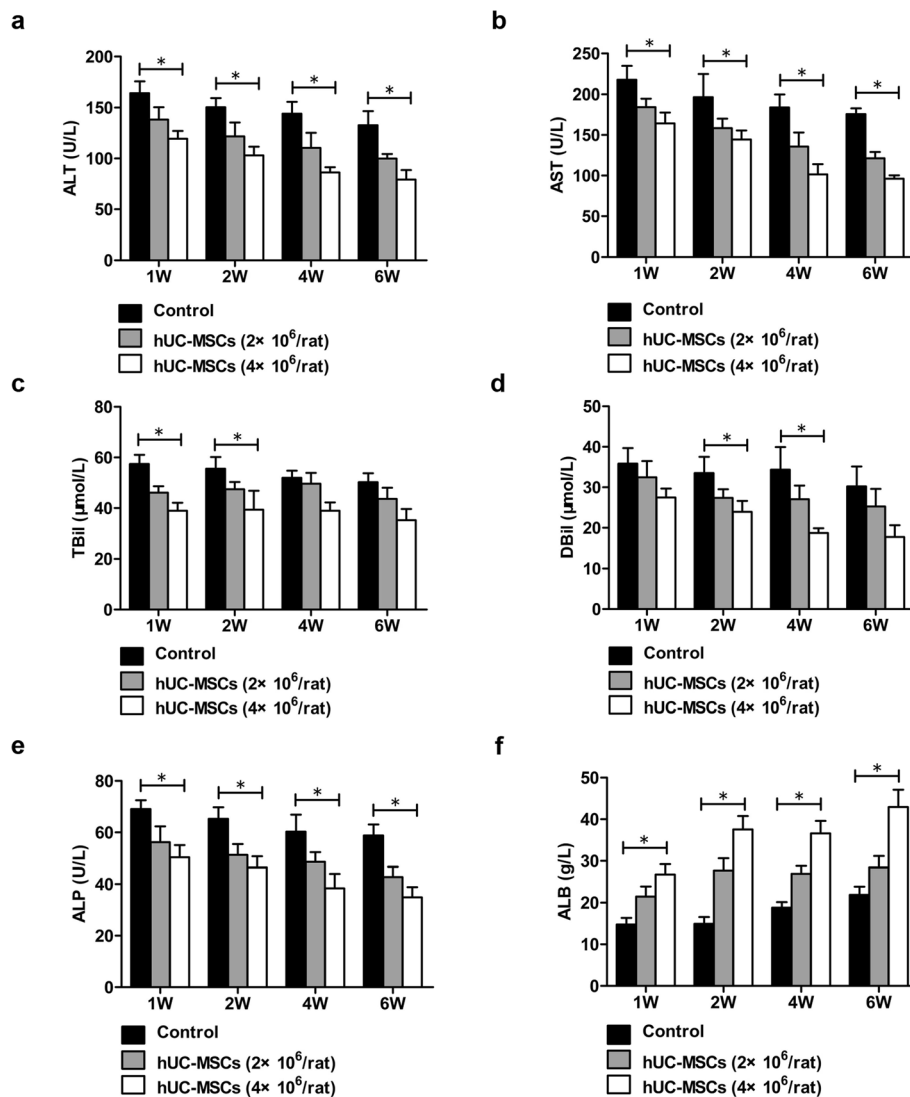 a
ALT (U/L)
200
150
100
50
0
* * * *
1W 2W 4W 6W
Control
hUC-MSCs (2× 10⁶/rat)
hUC-MSCs (4× 10⁶/rat)
b
AST (U/L)
250
200
150
100
50
0
* * * *
1W 2W 4W 6W
Control
hUC-MSCs (2× 10⁶/rat)
hUC-MSCs (4× 10⁶/rat)
c
TBil (μmol/L)
80
60
40
20
0
* *
1W 2W 4W 6W
Control
hUC-MSCs (2× 10⁶/rat)
hUC-MSCs (4× 10⁶/rat)
d
DBil (μmol/L)
50
40
30
20
10
0
* *
1W 2W 4W 6W
Control
hUC-MSCs (2× 10⁶/rat)
hUC-MSCs (4× 10⁶/rat)
e
ALP (U/L)
80
60
40
20
0
* * * *
1W 2W 4W 6W
Control
hUC-MSCs (2× 10⁶/rat)
hUC-MSCs (4× 10⁶/rat)
f
ALB (g/L)
50
40
30
20
10
0
* * * *
1W 2W 4W 6W
Control
hUC-MSCs (2× 10⁶/rat)
hUC-MSCs (4× 10⁶/rat)